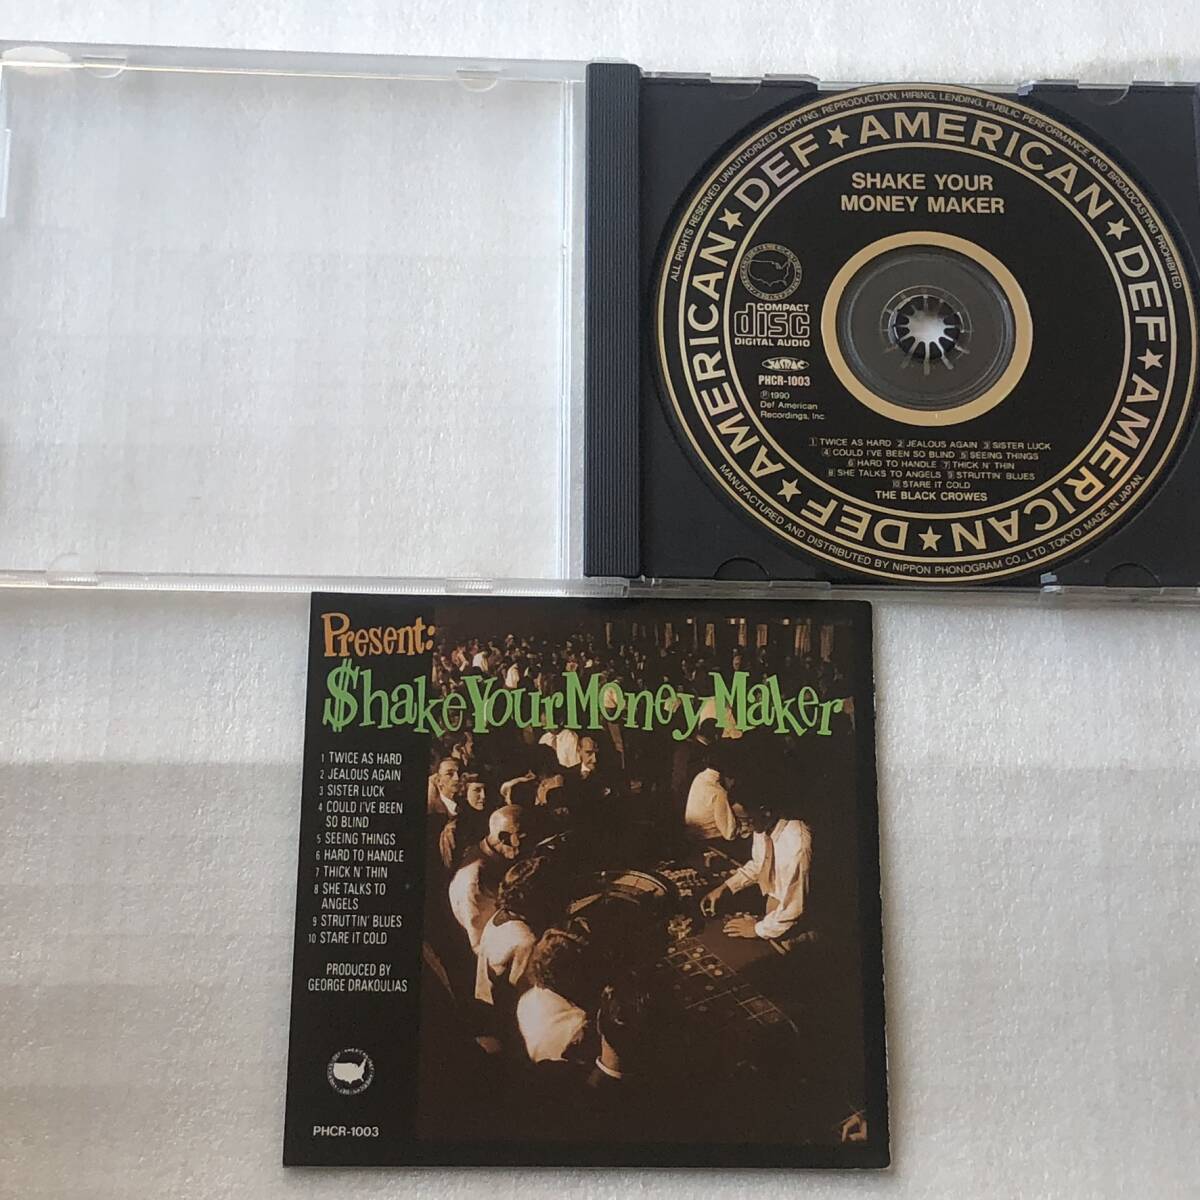 ALL RIGHTS RESERVED UNAUTHORIZED COPYING, REPRODUCTION, HIRING, LENDING, PUBLIC PERFORMANCE AND BROADCASTING PROHIBITED
AMERICAN★DEF★AMERICAN★DEF★AMERICAN★DEF★
SHAKE YOUR
MONEY MAKER
COMPACT
disc
DIGITAL AUDIO
JASRAC
PHCR-1003
Ⓟ1990
Def American
Recordings, Inc.
1 TWICE AS HARD 2 JEALOUS AGAIN 3 SISTER LUCK
4 COULD I'VE BEEN SO BLIND 5 SEEING THINGS
6 HARD TO HANDLE 7 THICK N' THIN
8 SHE TALKS TO ANGELS 9 STRUTTIN' BLUES
10 STARE IT COLD
THE BLACK CROWES
MANUFACTURED AND DISTRIBUTED BY NIPPON PHONOGRAM CO., LTD. TOKYO MADE IN JAPAN.
Present:
$hake Your Money Maker
1 TWICE AS HARD
2 JEALOUS AGAIN
3 SISTER LUCK
4 COULD I'VE BEEN
SO BLIND
5 SEEING THINGS
6 HARD TO HANDLE
7 THICK N' THIN
8 SHE TALKS TO
ANGELS
9 STRUTTIN' BLUES
10 STARE IT COLD
PRODUCED BY
GEORGE DRAKOULIAS
PHCR-1003